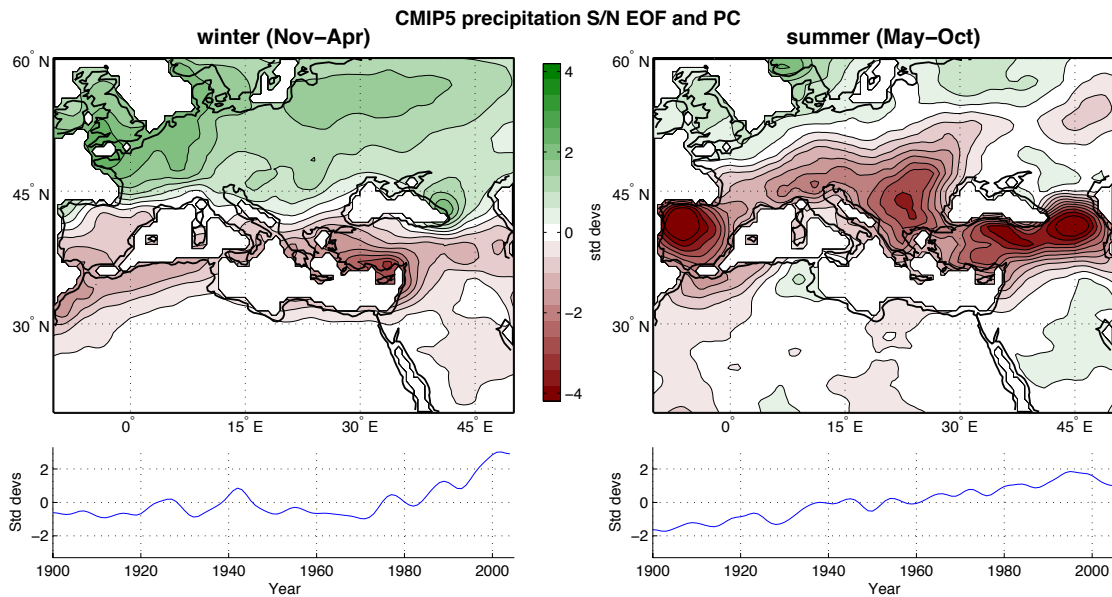 CMIP5 precipitation S/N EOF and PC
winter (Nov−Apr)
summer (May−Oct)
60° N
45° N
30° N
0°
15° E
30° E
45° E
4
2
0
−2
−4
std devs
60° N
45° N
30° N
0°
15° E
30° E
45° E
Std devs
2
0
−2
1900
1920
1940
1960
1980
2000
Year
Std devs
2
0
−2
1900
1920
1940
1960
1980
2000
Year